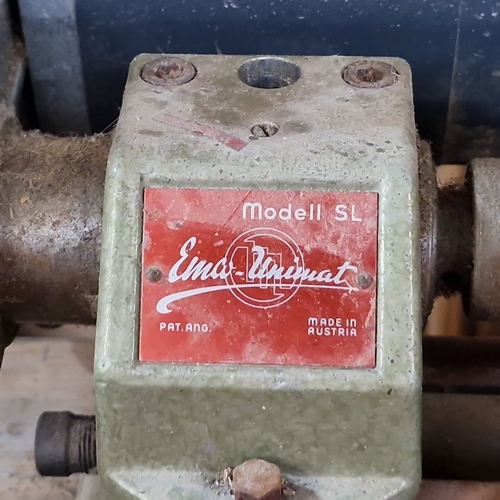 Modell SL
Emco-Unimat
PAT. ANG.
MADE IN
AUSTRIA